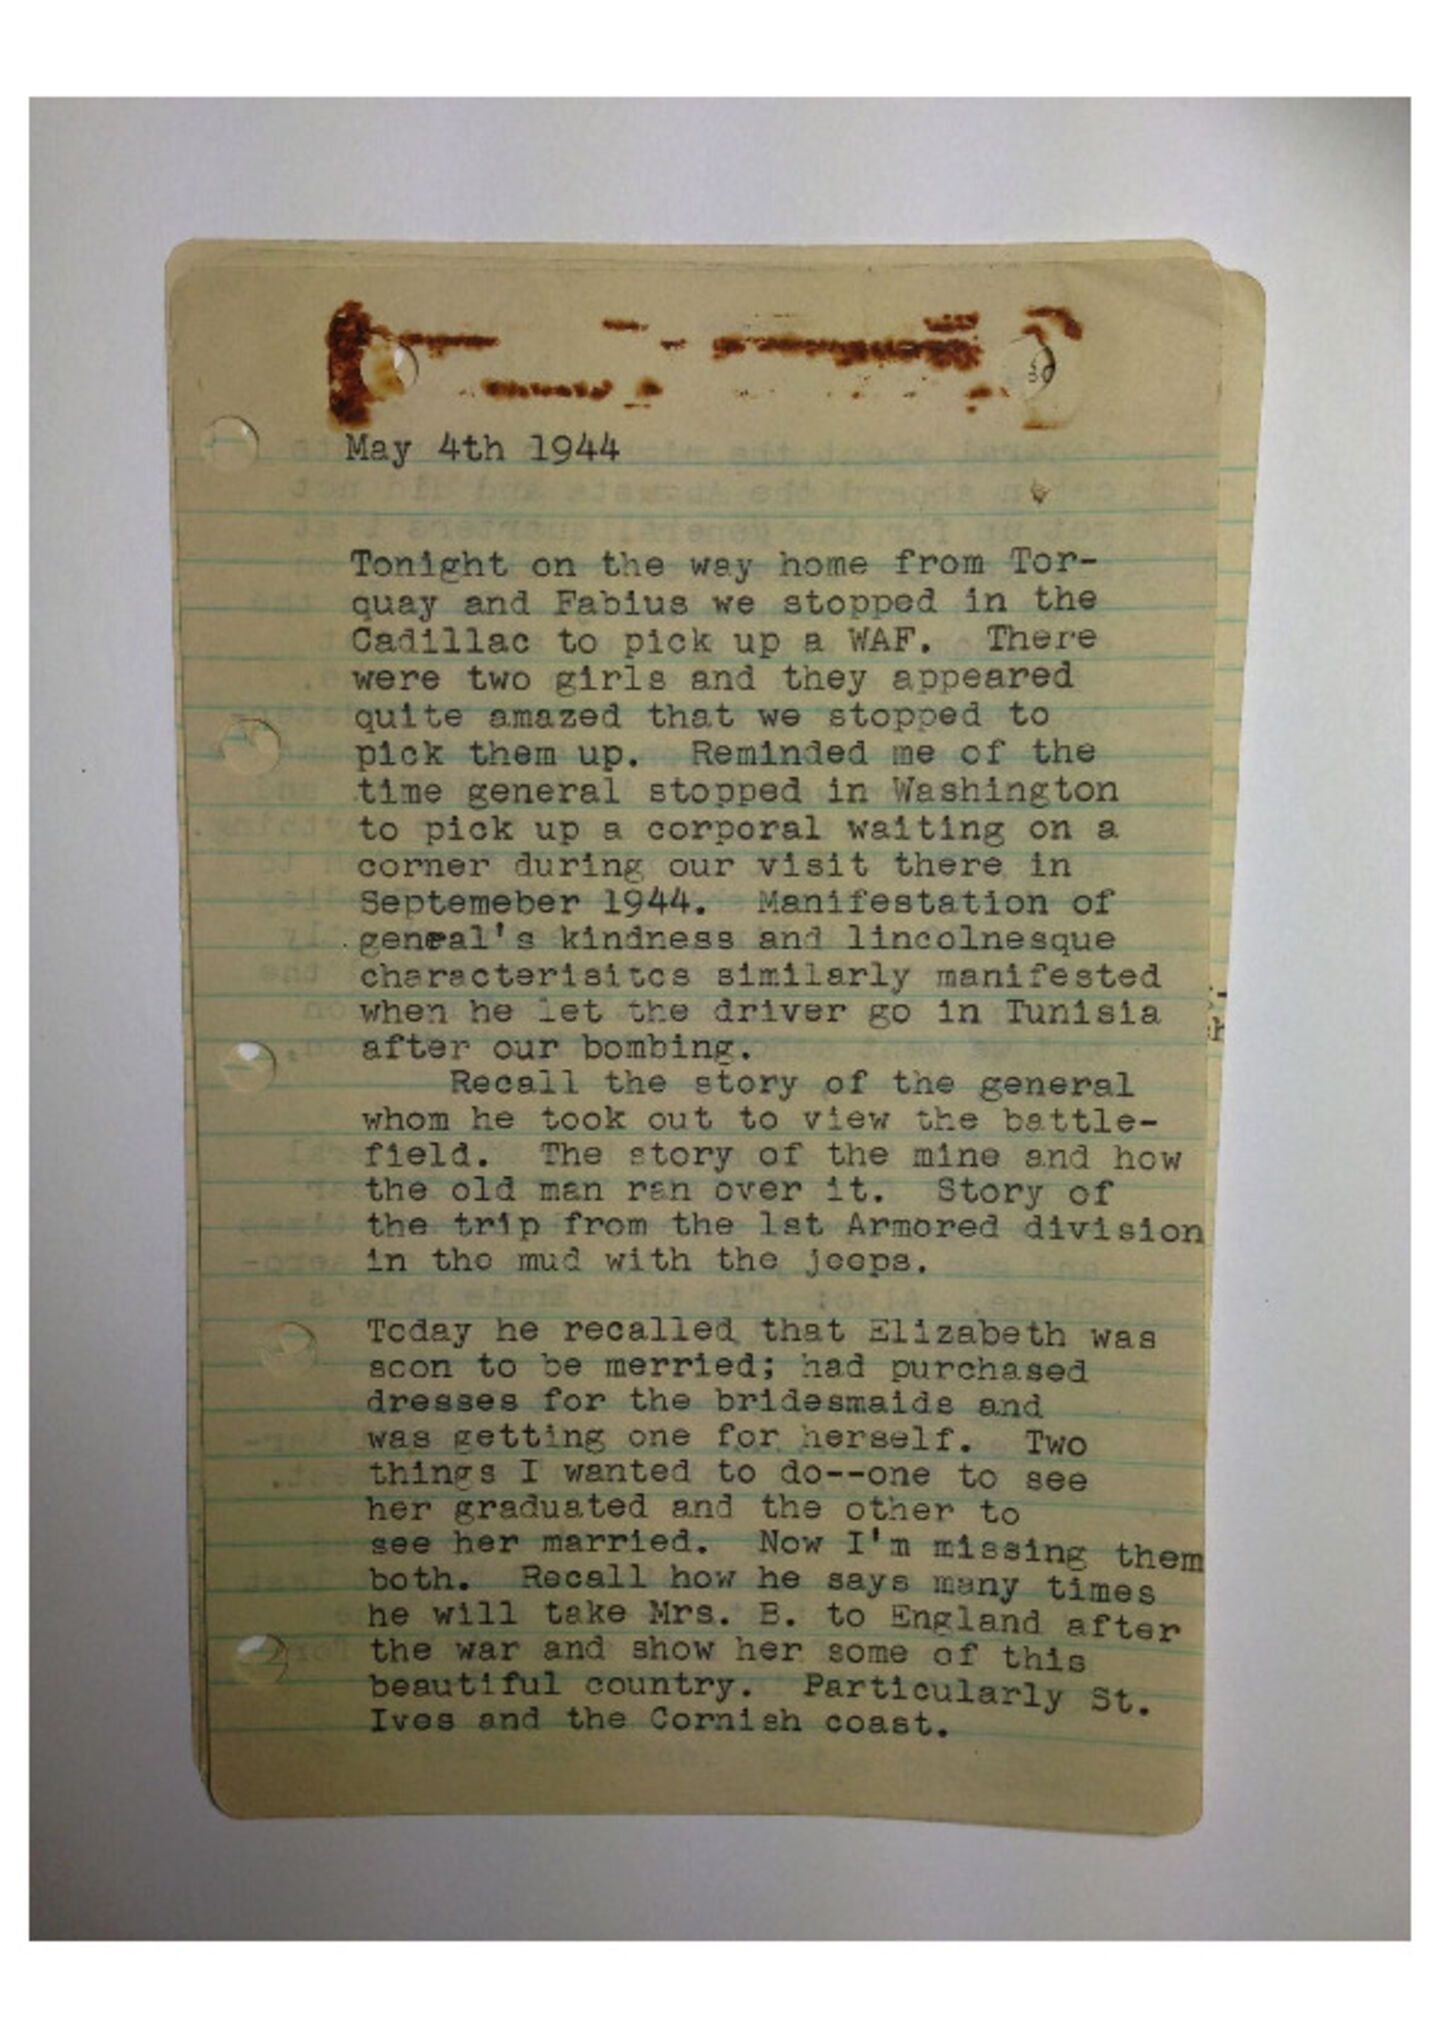 May 4th 1944
Tonight on the way home from Tor-
quay and Fabius we stopped in the
Cadillac to pick up a WAF.  There
were two girls and they appeared
quite amazed that we stopped to
pick them up.  Reminded me of the
time general stopped in Washington
to pick up a corporal waiting on a
corner during our visit there in
Septemeber 1944.  Manifestation of
general's kindness and lincolnesque
characterisitcs similarly manifested
when he let the driver go in Tunisia
after our bombing.
Recall the story of the general
whom he took out to view the battle-
field.  The story of the mine and how
the old man ran over it.  Story of
the trip from the 1st Armored division
in the mud with the jeeps.
Today he recalled that Elizabeth was
soon to be merried; had purchased
dresses for the bridesmaids and
was getting one for herself.  Two
things I wanted to do--one to see
her graduated and the other to
see her married.  Now I'm missing them
both.  Recall how he says many times
he will take Mrs. B. to England after
the war and show her some of this
beautiful country.  Particularly St.
Ives and the Cornish coast.